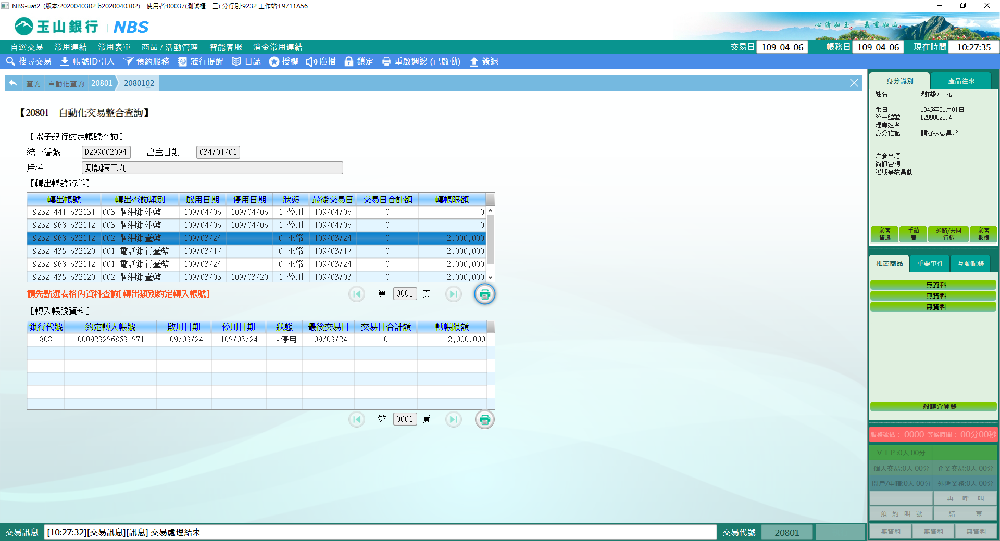 NBS-uat2 (版本:2020040302.b2020040302) 使用者:00037(測試櫃一三) 分行別:9232 工作站:L9711A56
玉山銀行 | NBS
心清如玉 義重如山
自選交易 常用連結 常用表單 商品 / 活動管理 智能客服 消金常用連結 交易日 109-04-06 帳務日 109-04-06 現在時間 10:27:35
搜尋交易 帳號ID引入 預約服務 蒞行提醒 日誌 授權 廣播 鎖定 重啟週邊 (已啟動) 簽退
查詢 自動化查詢 20801 2080102
【20801 自動化交易整合查詢】
【電子銀行約定帳號查詢】
統一編號 D299002094 出生日期 034/01/01
戶名 測試陳三九
【轉出帳號資料】
轉出帳號 轉出查詢類別 啟用日期 停用日期 狀態 最後交易日 交易日合計額 轉帳限額
9232-441-632131 003-個網銀外幣 109/04/06 109/04/06 1-停用 109/04/06 0 0
9232-968-632112 003-個網銀外幣 109/04/06 109/04/06 1-停用 109/04/06 0 0
9232-968-632112 002-個網銀臺幣 109/03/24 0-正常 109/03/24 0 2,000,000
9232-435-632120 001-電話銀行臺幣 109/03/17 0-正常 109/03/17 0 2,000,000
9232-968-632112 001-電話銀行臺幣 109/03/24 0-正常 109/03/24 0 2,000,000
9232-435-632120 002-個網銀臺幣 109/03/03 109/03/20 1-停用 109/03/03 0 2,000,000
請先點選表格內資料查詢[轉出類別約定轉入帳號] 第 0001 頁
【轉入帳號資料】
銀行代號 約定轉入帳號 啟用日期 停用日期 狀態 最後交易日 交易日合計額 轉帳限額
808 0009232968631971 109/03/24 109/03/24 1-停用 109/03/24 0 2,000,000
第 0001 頁
身分識別 產品往來
姓名 測試陳三九
生日 1945年01月01日
統一編號 D299002094
理專姓名
身分註記 顧客狀態異常
注意事項
簡訊密碼
近期事故異動
顧客資訊 手續費 通路/共同行銷 顧客影像
推薦商品 重要事件 互動記錄
無資料
無資料
無資料
一般轉介登錄
服務號碼: 0000 等候時間: 00分00秒
VIP:0人 00分
個人交易:0人 00分 企業交易:0人 00分
開戶/申請:0人 00分 外匯業務:0人 00分
再 呼 叫
預 約 叫 號 結 束
無資料 無資料 無資料
交易訊息 [10:27:32][交易訊息][訊息] 交易處理結束 交易代號 20801